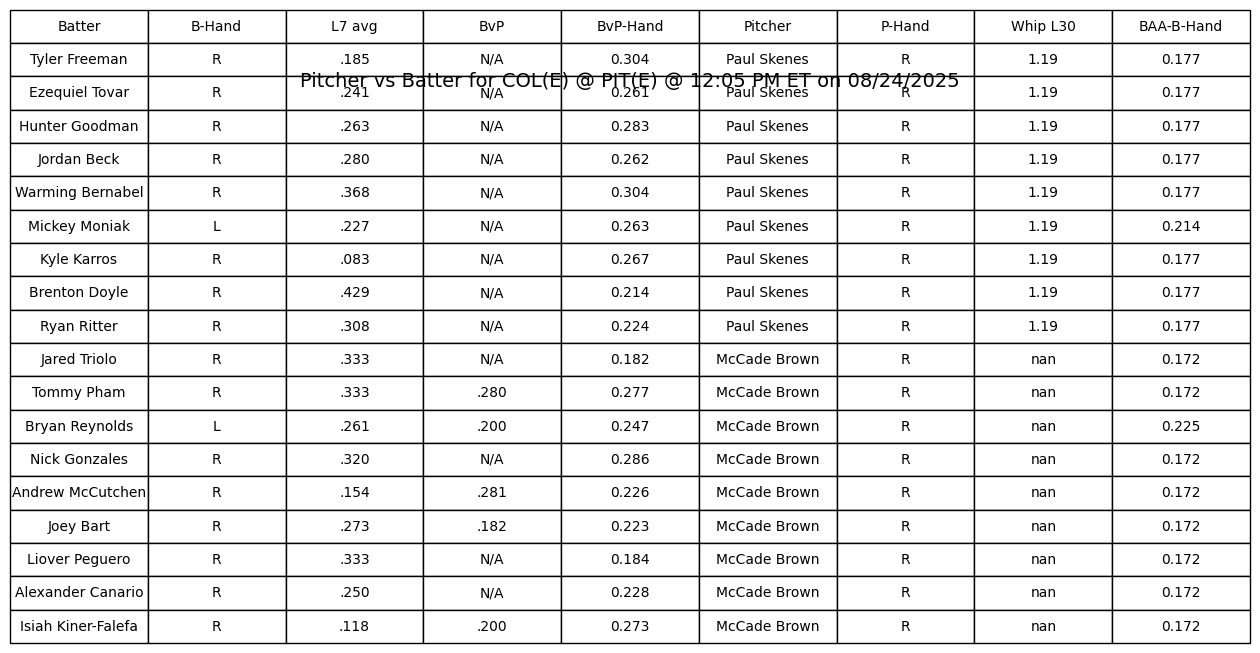 Batter B-Hand L7 avg BvP BvP-Hand Pitcher P-Hand Whip L30 BAA-B-Hand
Tyler Freeman R .185 N/A 0.304 Paul Skenes R 1.19 0.177
Pitcher vs Batter for COL(E) @ PIT(E) @ 12:05 PM ET on 08/24/2025
Ezequiel Tovar R .241 N/A 0.261 Paul Skenes R 1.19 0.177
Hunter Goodman R .263 N/A 0.283 Paul Skenes R 1.19 0.177
Jordan Beck R .280 N/A 0.262 Paul Skenes R 1.19 0.177
Warming Bernabel R .368 N/A 0.304 Paul Skenes R 1.19 0.177
Mickey Moniak L .227 N/A 0.263 Paul Skenes R 1.19 0.214
Kyle Karros R .083 N/A 0.267 Paul Skenes R 1.19 0.177
Brenton Doyle R .429 N/A 0.214 Paul Skenes R 1.19 0.177
Ryan Ritter R .308 N/A 0.224 Paul Skenes R 1.19 0.177
Jared Triolo R .333 N/A 0.182 McCade Brown R nan 0.172
Tommy Pham R .333 .280 0.277 McCade Brown R nan 0.172
Bryan Reynolds L .261 .200 0.247 McCade Brown R nan 0.225
Nick Gonzales R .320 N/A 0.286 McCade Brown R nan 0.172
Andrew McCutchen R .154 .281 0.226 McCade Brown R nan 0.172
Joey Bart R .273 .182 0.223 McCade Brown R nan 0.172
Liover Peguero R .333 N/A 0.184 McCade Brown R nan 0.172
Alexander Canario R .250 N/A 0.228 McCade Brown R nan 0.172
Isiah Kiner-Falefa R .118 .200 0.273 McCade Brown R nan 0.172